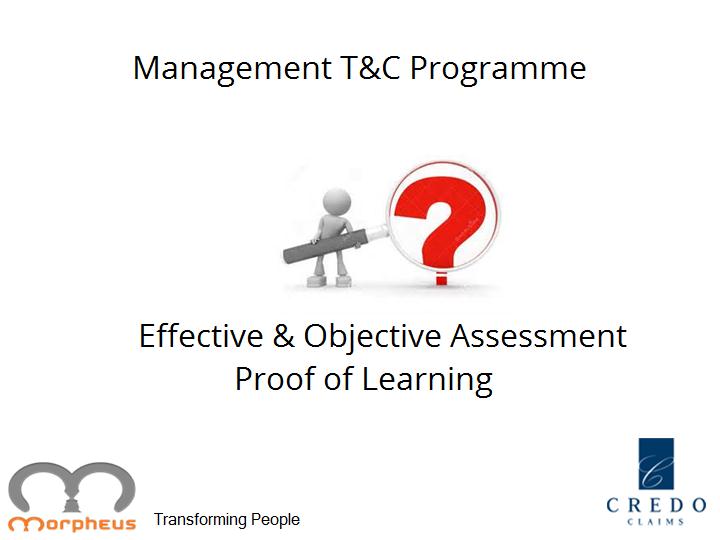 Management T&C Programme
?
Effective & Objective Assessment
Proof of Learning
morpheus
Transforming People
C
CREDO
CLAIMS